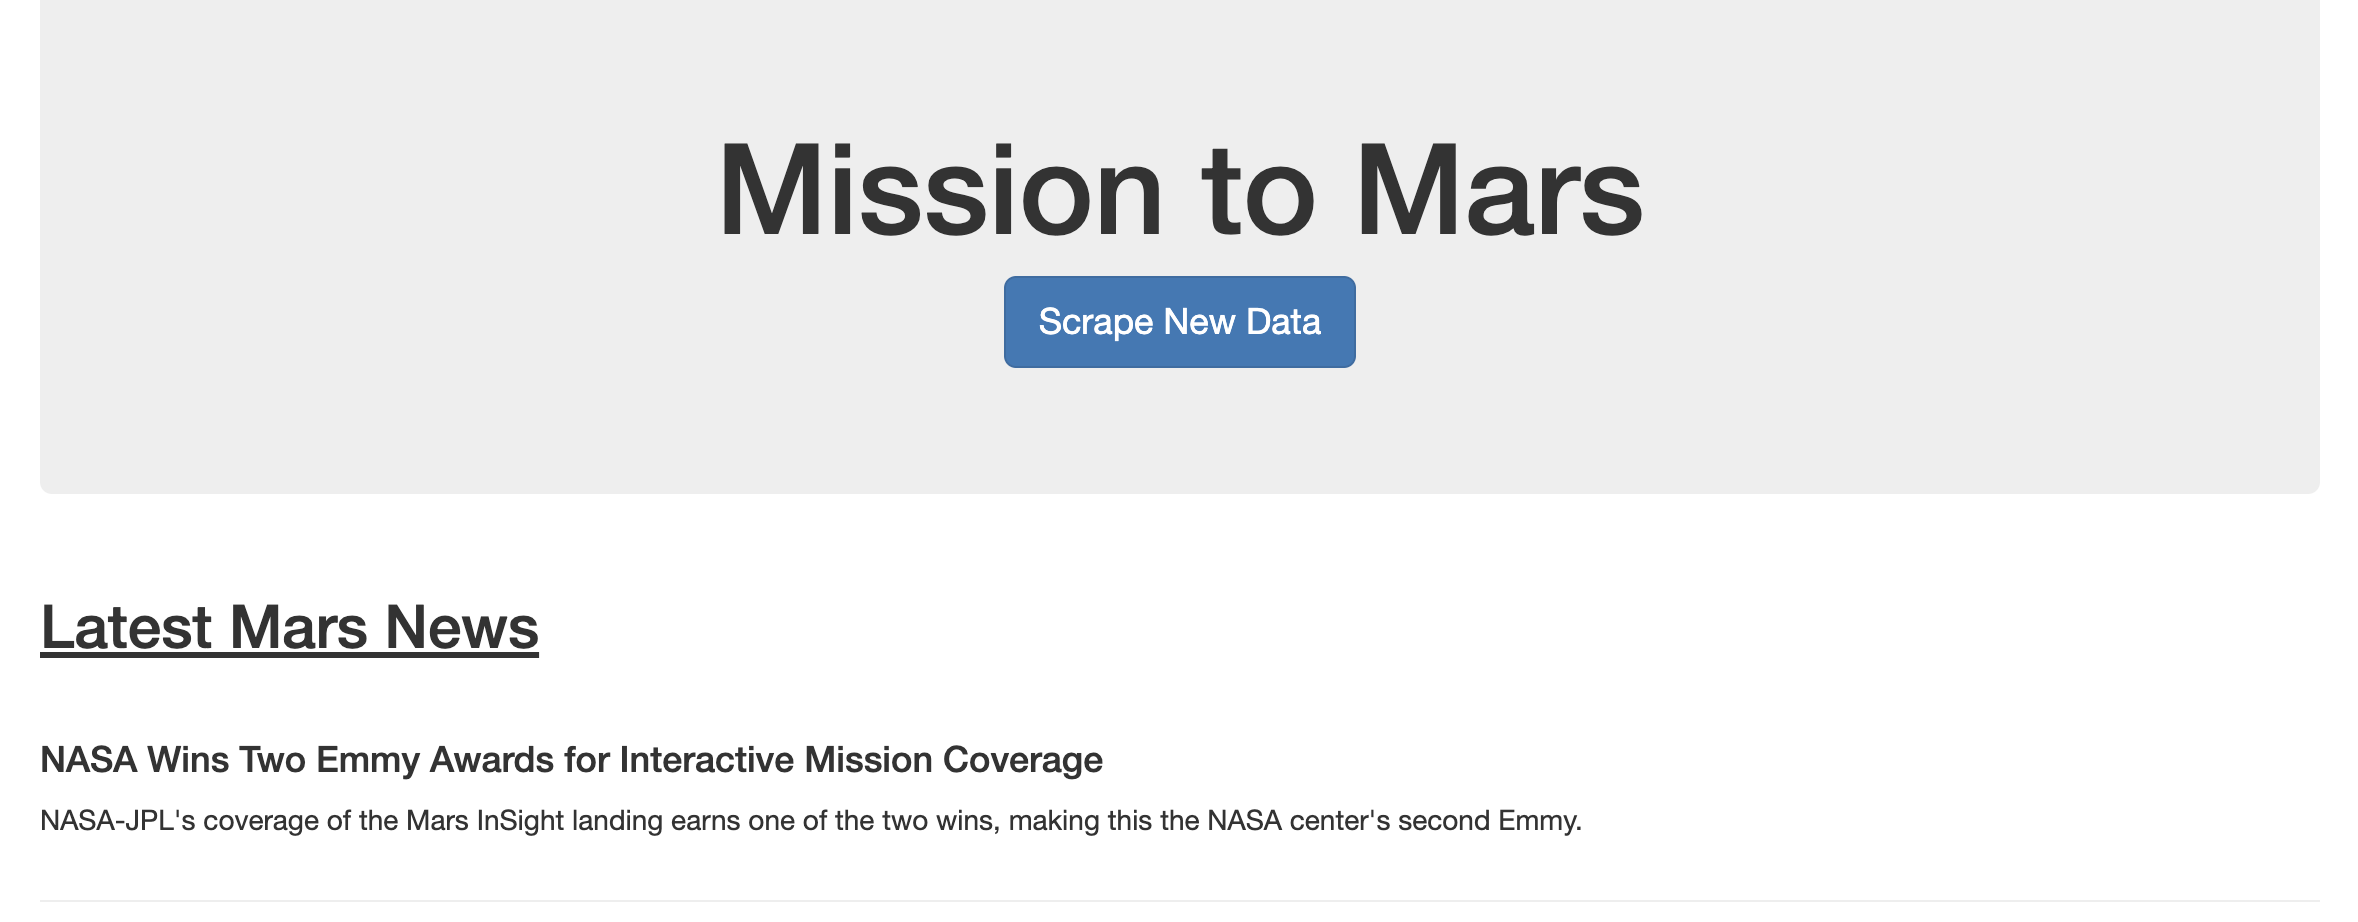 Mission to Mars
Scrape New Data
Latest Mars News
NASA Wins Two Emmy Awards for Interactive Mission Coverage
NASA-JPL's coverage of the Mars InSight landing earns one of the two wins, making this the NASA center's second Emmy.